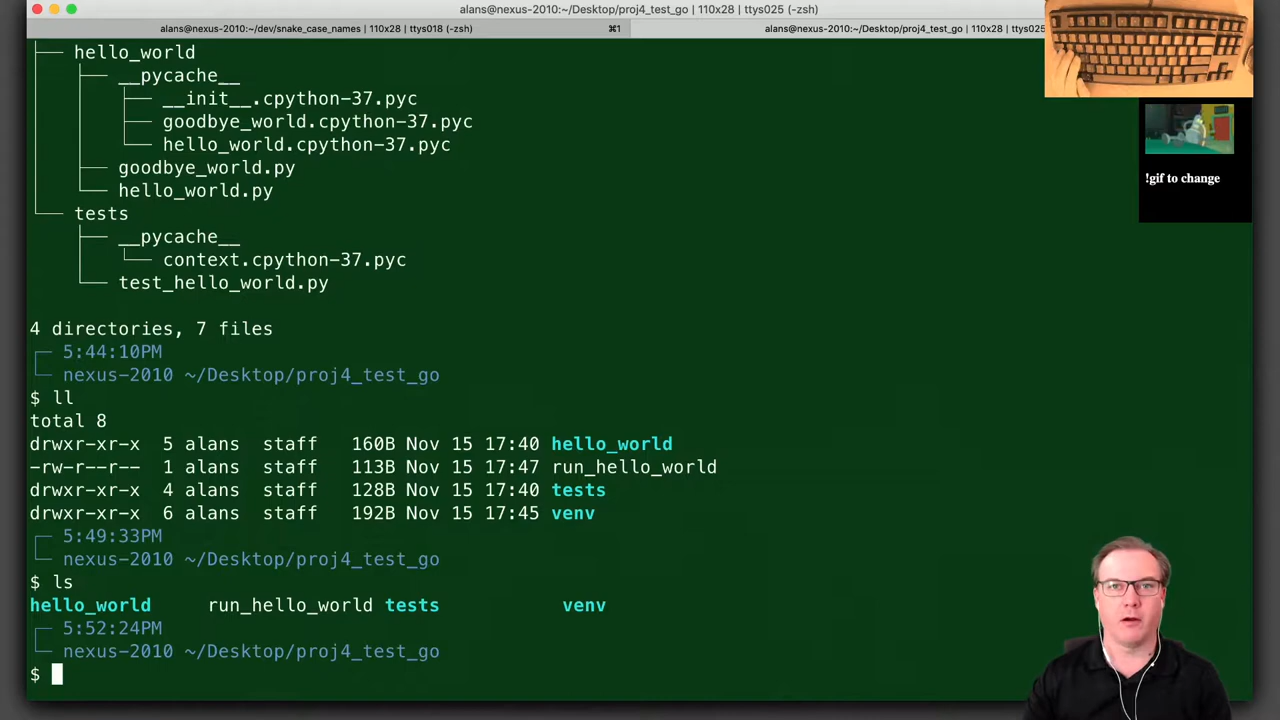 alans@nexus-2010:~/Desktop/proj4_test_go | 110x28 | ttys025 (-zsh)
alans@nexus-2010:~/dev/snake_case_names | 110x28 | ttys018 (-zsh) ⌘1
alans@nexus-2010:~/Desktop/proj4_test_go | 110x28 | ttys025
├── hello_world
│   ├── __pycache__
│   │   ├── __init__.cpython-37.pyc
│   │   ├── goodbye_world.cpython-37.pyc
│   │   └── hello_world.cpython-37.pyc
│   ├── goodbye_world.py
│   └── hello_world.py
└── tests
    ├── __pycache__
    │   └── context.cpython-37.pyc
    └── test_hello_world.py
4 directories, 7 files
┌─ 5:44:10PM
└─ nexus-2010 ~/Desktop/proj4_test_go
$ ll
total 8
drwxr-xr-x  5 alans  staff   160B Nov 15 17:40 hello_world
-rw-r--r--  1 alans  staff   113B Nov 15 17:47 run_hello_world
drwxr-xr-x  4 alans  staff   128B Nov 15 17:40 tests
drwxr-xr-x  6 alans  staff   192B Nov 15 17:45 venv
┌─ 5:49:33PM
└─ nexus-2010 ~/Desktop/proj4_test_go
$ ls
hello_world     run_hello_world tests           venv
┌─ 5:52:24PM
└─ nexus-2010 ~/Desktop/proj4_test_go
$
!gif to change